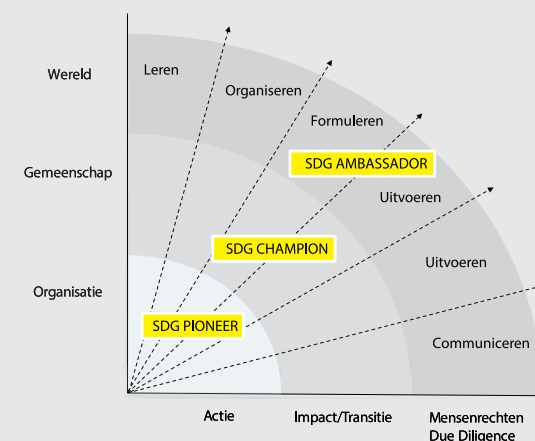 Wereld
Leren
Organiseren
Formuleren
SDG AMBASSADOR
Gemeenschap
Uitvoeren
SDG CHAMPION
Uitvoeren
Organisatie
SDG PIONEER
Communiceren
Actie
Impact/Transitie
Mensenrechten
Due Diligence